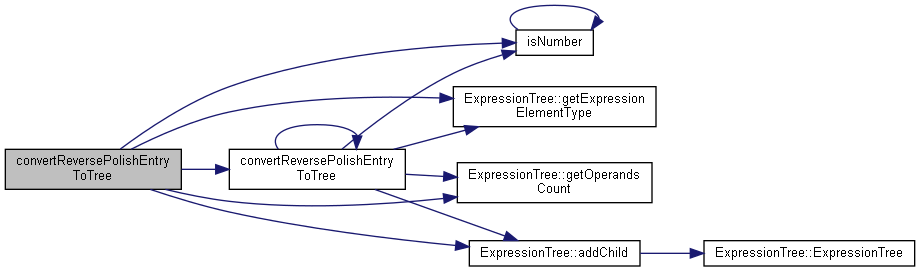 convertReversePolishEntry
ToTree
convertReversePolishEntry
ToTree
isNumber
ExpressionTree::getExpression
ElementType
ExpressionTree::getOperands
Count
ExpressionTree::addChild
ExpressionTree::ExpressionTree